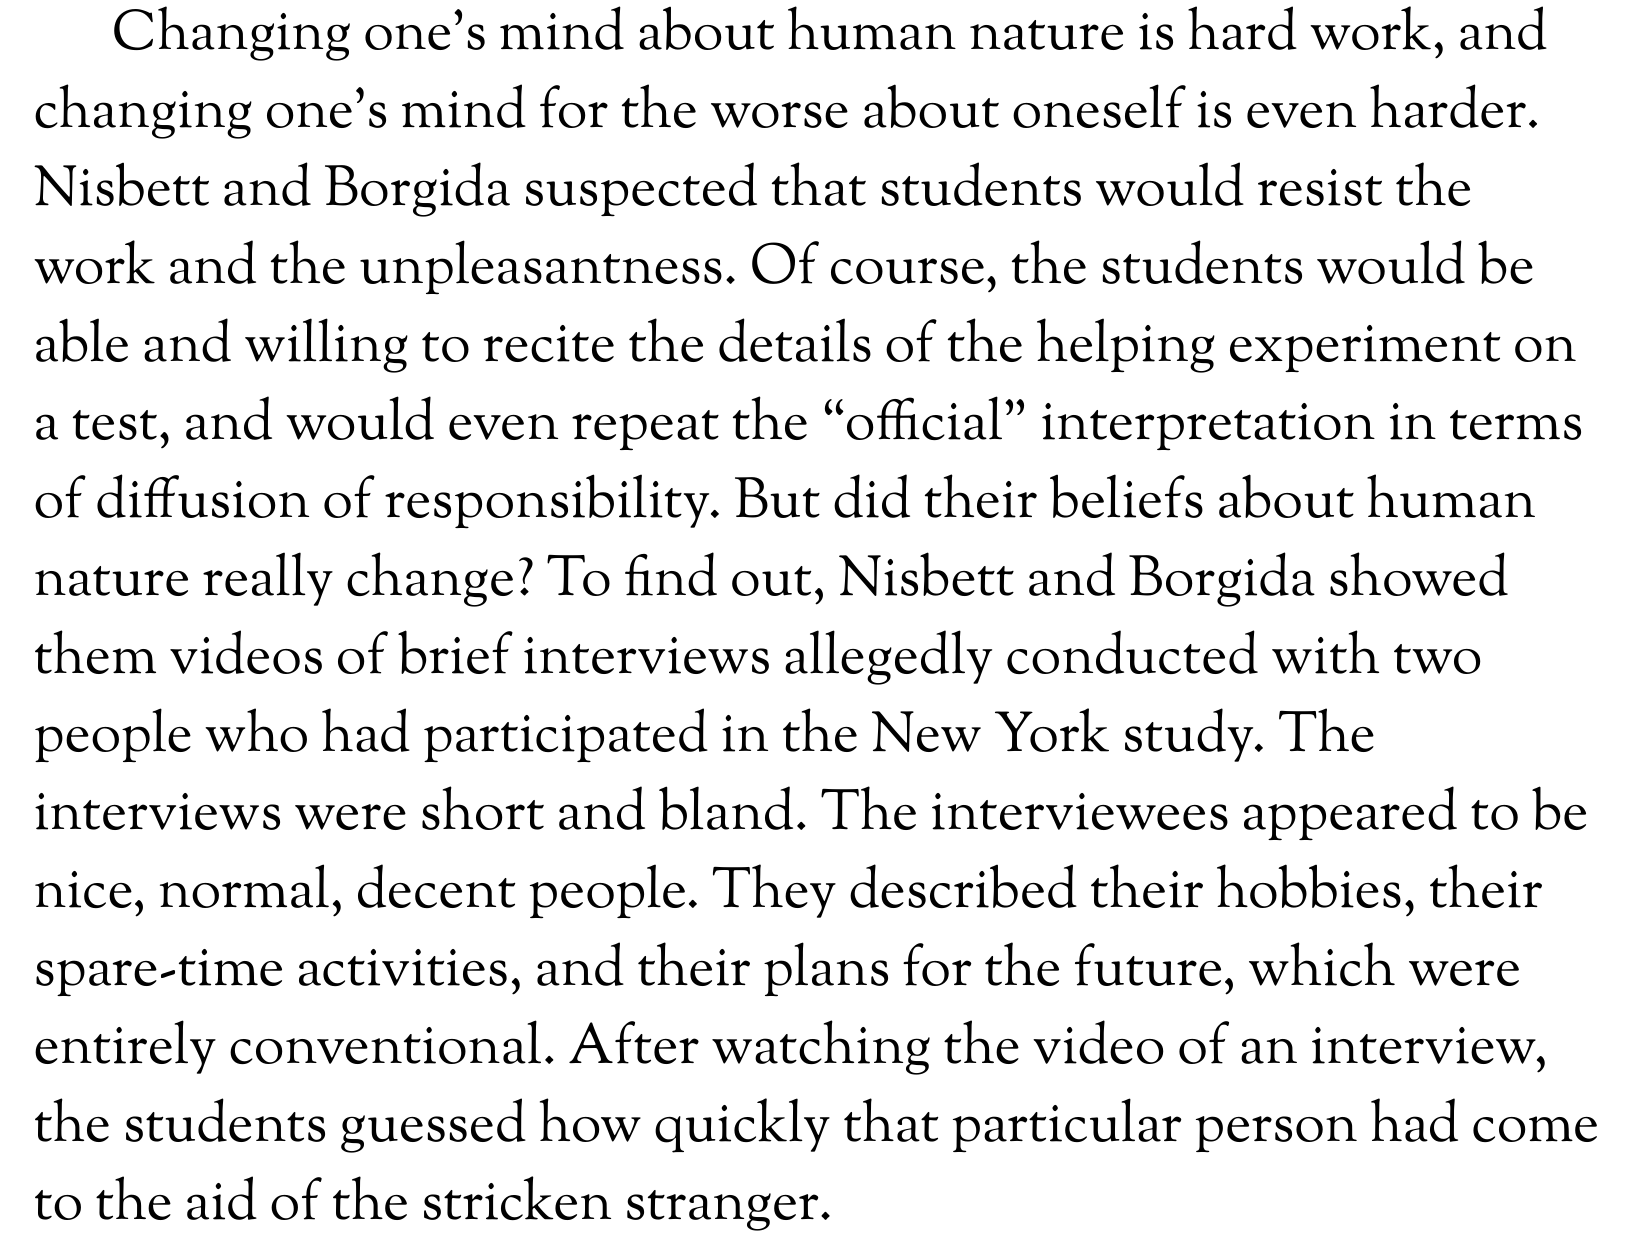 Changing one’s mind about human nature is hard work, and
changing one’s mind for the worse about oneself is even harder.
Nisbett and Borgida suspected that students would resist the
work and the unpleasantness. Of course, the students would be
able and willing to recite the details of the helping experiment on
a test, and would even repeat the “official” interpretation in terms
of diffusion of responsibility. But did their beliefs about human
nature really change? To find out, Nisbett and Borgida showed
them videos of brief interviews allegedly conducted with two
people who had participated in the New York study. The
interviews were short and bland. The interviewees appeared to be
nice, normal, decent people. They described their hobbies, their
spare-time activities, and their plans for the future, which were
entirely conventional. After watching the video of an interview,
the students guessed how quickly that particular person had come
to the aid of the stricken stranger.